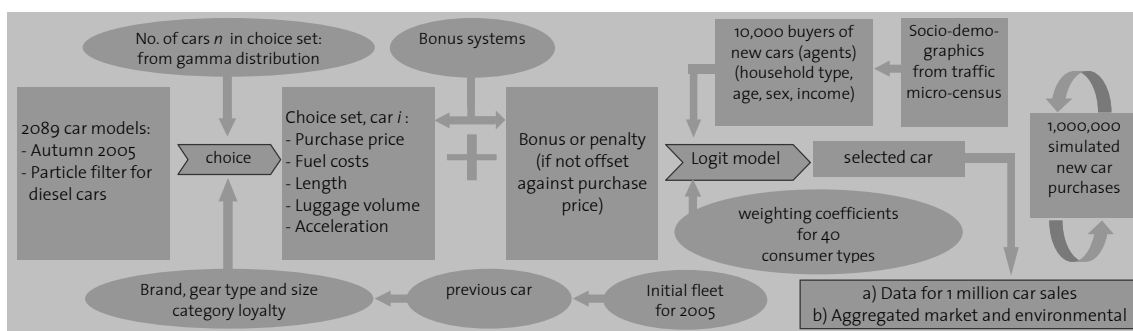 No. of cars n in choice set:
from gamma distribution
Bonus systems
10,000 buyers of
new cars (agents)
(household type,
age, sex, income)
Socio-demo-
graphics
from traffic
micro-census
2089 car models:
- Autumn 2005
- Particle filter for
diesel cars
choice
Choice set, car i :
- Purchase price
- Fuel costs
- Length
- Luggage volume
- Acceleration
Bonus or penalty
(if not offset
against purchase
price)
Logit model
selected car
1,000,000
simulated
new car
purchases
weighting coefficients
for 40
consumer types
Brand, gear type and size
category loyalty
previous car
Initial fleet
for 2005
a) Data for 1 million car sales
b) Aggregated market and environmental